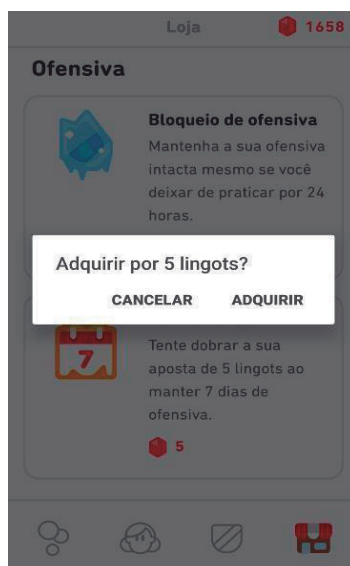 Loja
1658
Ofensiva
Bloqueio de ofensiva
Mantenha a sua ofensiva
intacta mesmo se você
deixar de praticar por 24
horas.
Adquirir por 5 lingots?
CANCELAR ADQUIRIR
7
Tente dobrar a sua
aposta de 5 lingots ao
manter 7 dias de
ofensiva.
5